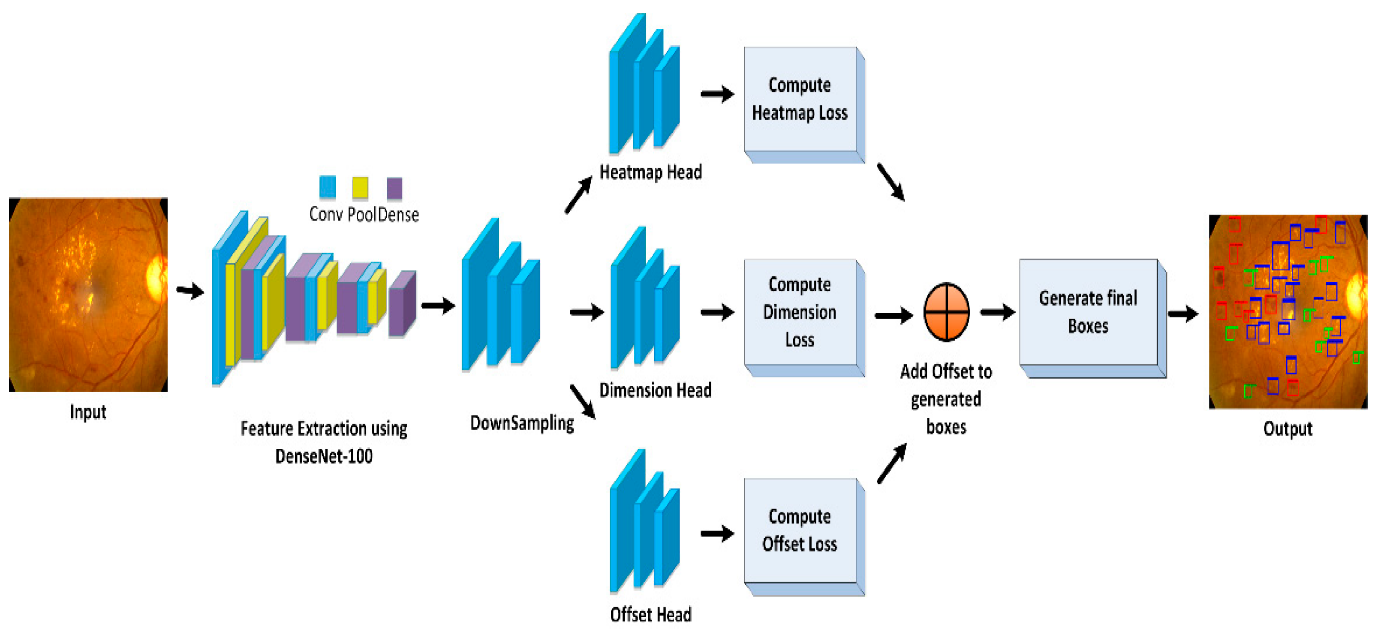 Input
Conv Pool Dense
Feature Extraction using
DenseNet-100
DownSampling
Heatmap Head
Dimension Head
Offset Head
Compute
Heatmap Loss
Compute
Dimension
Loss
Compute
Offset Loss
Add Offset to
generated
boxes
Generate final
Boxes
Output